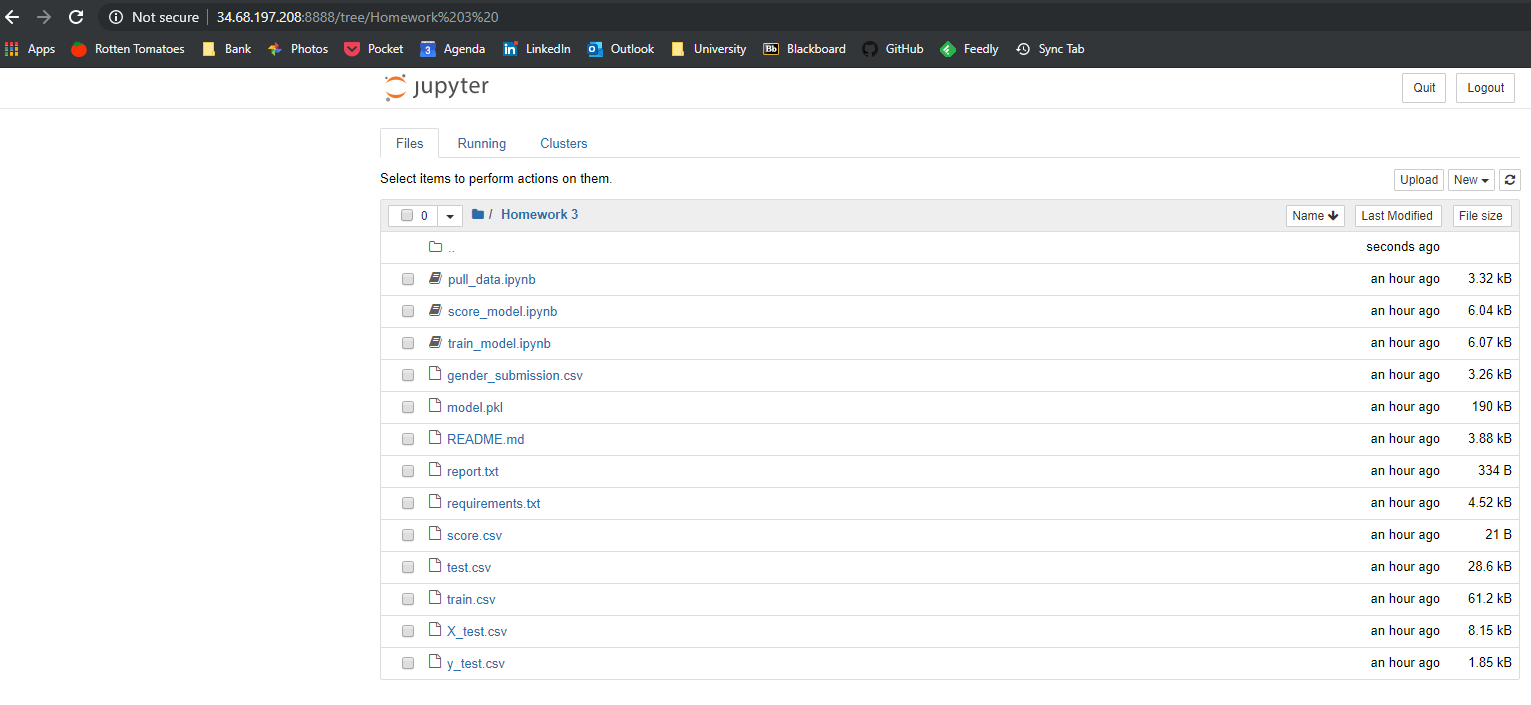 Not secure 34.68.197.208:8888/tree/Homework%203%20
Apps Rotten Tomatoes Bank Photos Pocket 3 Agenda in LinkedIn Outlook University Bb Blackboard GitHub Feedly Sync Tab
jupyter Quit Logout
Files Running Clusters
Select items to perform actions on them. Upload New
0 / Homework 3 Name Last Modified File size
.. seconds ago
pull_data.ipynb an hour ago 3.32 kB
score_model.ipynb an hour ago 6.04 kB
train_model.ipynb an hour ago 6.07 kB
gender_submission.csv an hour ago 3.26 kB
model.pkl an hour ago 190 kB
README.md an hour ago 3.88 kB
report.txt an hour ago 334 B
requirements.txt an hour ago 4.52 kB
score.csv an hour ago 21 B
test.csv an hour ago 28.6 kB
train.csv an hour ago 61.2 kB
X_test.csv an hour ago 8.15 kB
y_test.csv an hour ago 1.85 kB